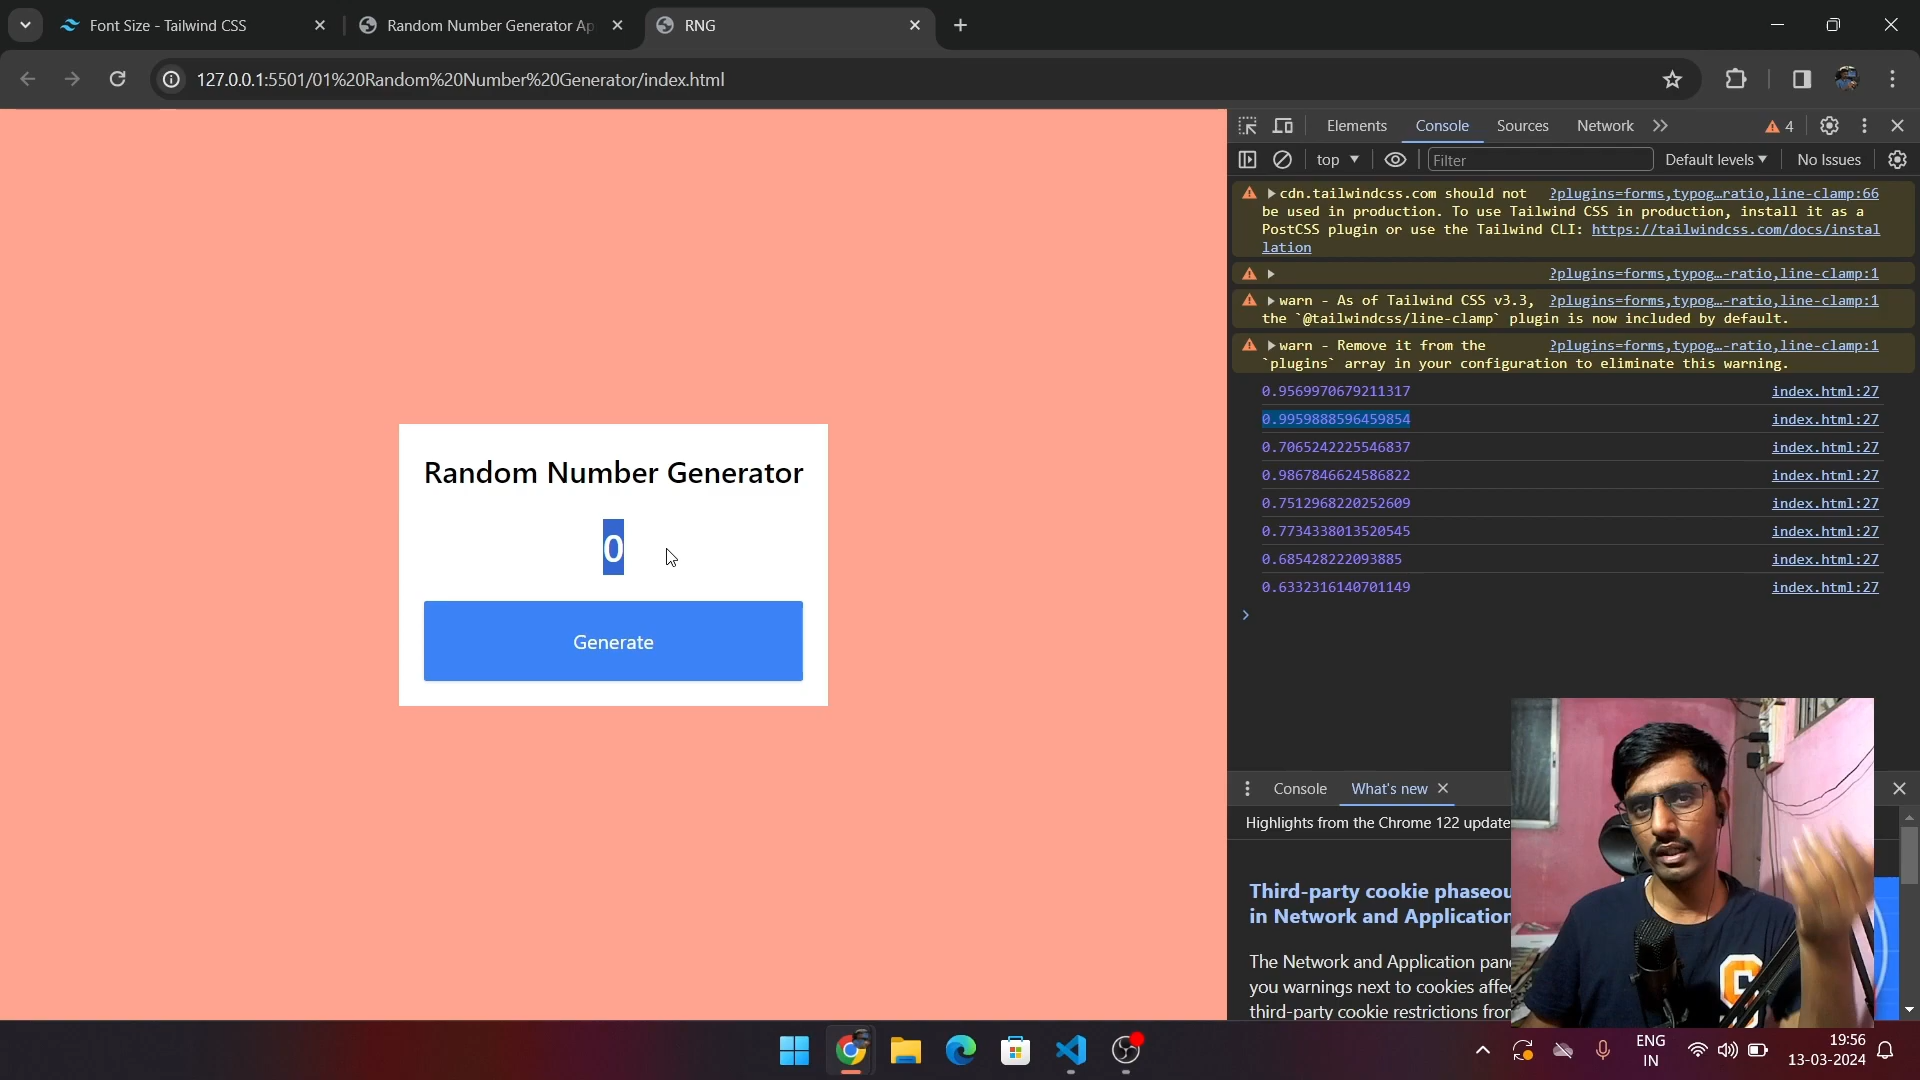 Font Size - Tailwind CSS
Random Number Generator Ap
RNG
127.0.0.1:5501/01%20Random%20Number%20Generator/index.html
Elements
Console
Sources
Network
4
top
Filter
Default levels
No Issues
cdn.tailwindcss.com should not ?plugins=forms,typog…ratio,line-clamp:66
be used in production. To use Tailwind CSS in production, install it as a
PostCSS plugin or use the Tailwind CLI: https://tailwindcss.com/docs/instal
lation
?plugins=forms,typog…-ratio,line-clamp:1
warn - As of Tailwind CSS v3.3, ?plugins=forms,typog…-ratio,line-clamp:1
the `@tailwindcss/line-clamp` plugin is now included by default.
warn - Remove it from the ?plugins=forms,typog…-ratio,line-clamp:1
`plugins` array in your configuration to eliminate this warning.
0.9569970679211317 index.html:27
0.9959888596459854 index.html:27
0.7065242225546837 index.html:27
0.9867846624586822 index.html:27
0.7512968220252609 index.html:27
0.7734338013520545 index.html:27
0.685428222093885 index.html:27
0.6332316140701149 index.html:27
Random Number Generator
0
Generate
Console
What's new
Highlights from the Chrome 122 update
Third-party cookie phaseou
in Network and Application
The Network and Application pan
you warnings next to cookies affe
third-party cookie restrictions fro
ENG
IN
19:56
13-03-2024